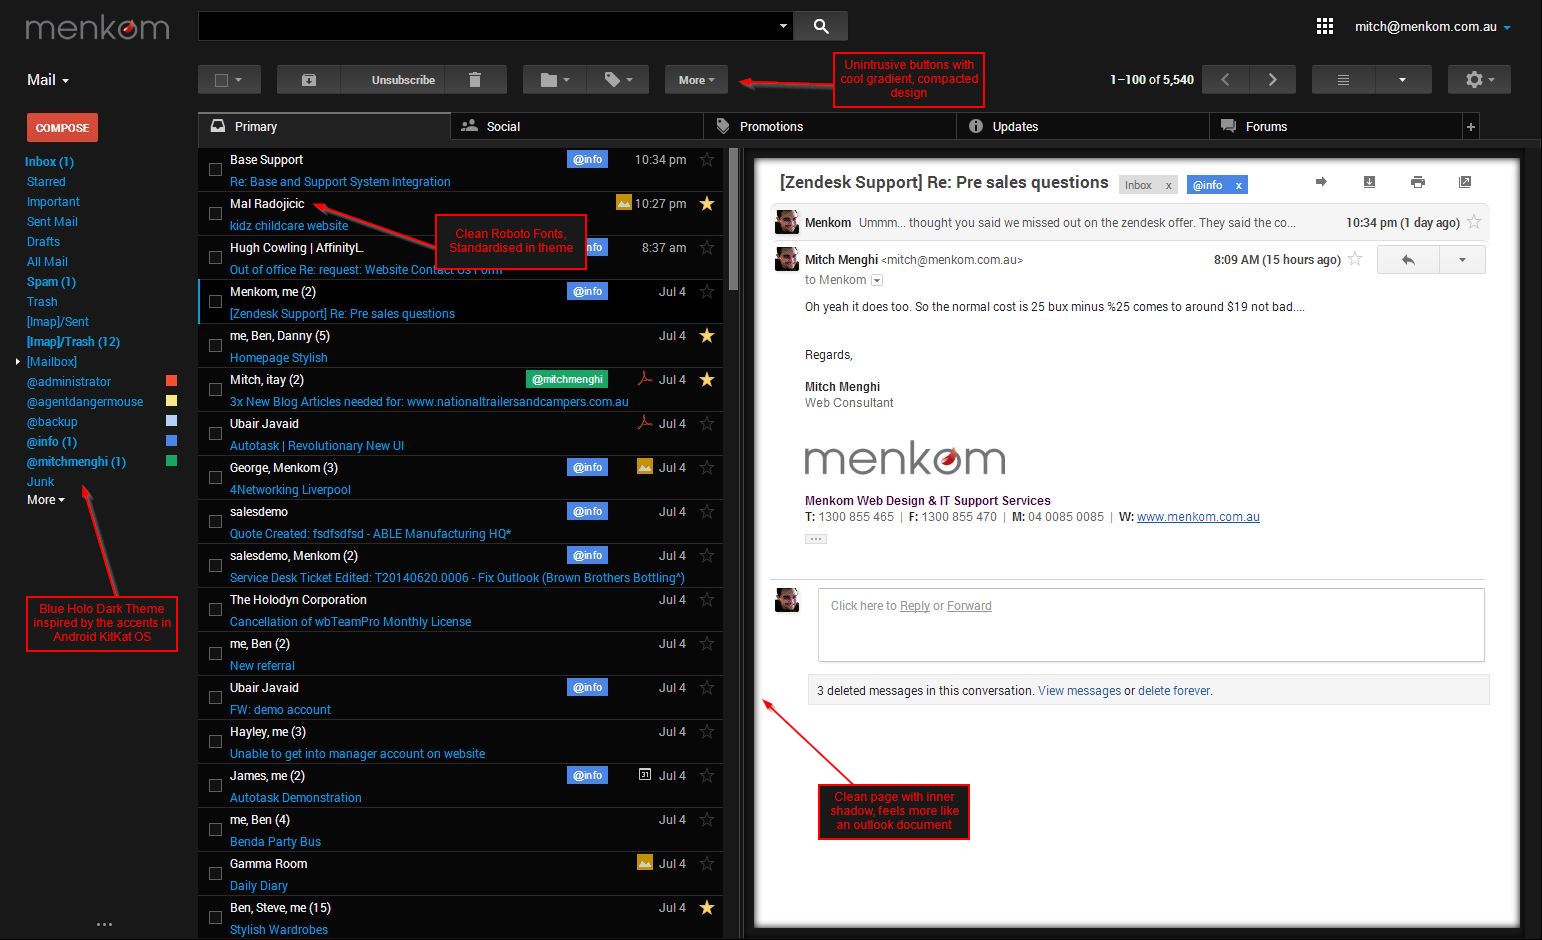 menkom
mitch@menkom.com.au
Mail
Unsubscribe
More
Unintrusive buttons with
cool gradient, compacted
design
1–100 of 5,540
COMPOSE
Primary
Social
Promotions
Updates
Forums
+
Inbox (1)
Starred
Important
Sent Mail
Drafts
All Mail
Spam (1)
Trash
[Imap]/Sent
[Imap]/Trash (12)
[Mailbox]
@administrator
@agentdangermouse
@backup
@info (1)
@mitchmenghi (1)
Junk
More
Blue Holo Dark Theme
inspired by the accents in
Android KitKat OS
Base Support @info 10:34 pm
Re: Base and Support System Integration
Mal Radojicic 10:27 pm
kidz childcare website
Clean Roboto Fonts,
Standardised in theme
Hugh Cowling | AffinityL. 8:37 am
Out of office Re: request: Website Contact Us Form
Menkom, me (2) @info Jul 4
[Zendesk Support] Re: Pre sales questions
me, Ben, Danny (5) Jul 4
Homepage Stylish
Mitch, itay (2) @mitchmenghi Jul 4
3x New Blog Articles needed for: www.nationaltrailersandcampers.com.au
Ubair Javaid Jul 4
Autotask | Revolutionary New UI
George, Menkom (3) @info Jul 4
4Networking Liverpool
salesdemo @info Jul 4
Quote Created: fsdfsdfsd - ABLE Manufacturing HQ*
salesdemo, Menkom (2) @info Jul 4
Service Desk Ticket Edited: T20140620.0006 - Fix Outlook (Brown Brothers Bottling^)
The Holodyn Corporation Jul 4
Cancellation of wbTeamPro Monthly License
me, Ben (2) Jul 4
New referral
Ubair Javaid @info Jul 4
FW: demo account
Hayley, me (3) Jul 4
Unable to get into manager account on website
James, me (2) @info 31 Jul 4
Autotask Demonstration
me, Ben (4) Jul 4
Benda Party Bus
Gamma Room Jul 4
Daily Diary
Ben, Steve, me (15) Jul 4
Stylish Wardrobes
[Zendesk Support] Re: Pre sales questions Inbox x @info x
Menkom Ummm... thought you said we missed out on the zendesk offer. They said the co... 10:34 pm (1 day ago)
Mitch Menghi <mitch@menkom.com.au> 8:09 AM (15 hours ago)
to Menkom
Oh yeah it does too. So the normal cost is 25 bux minus %25 comes to around $19 not bad....
Regards,
Mitch Menghi
Web Consultant
menkom
Menkom Web Design & IT Support Services
T: 1300 855 465 | F: 1300 855 470 | M: 04 0085 0085 | W: www.menkom.com.au
Click here to Reply or Forward
3 deleted messages in this conversation. View messages or delete forever.
Clean page with inner
shadow, feels more like
an outlook document